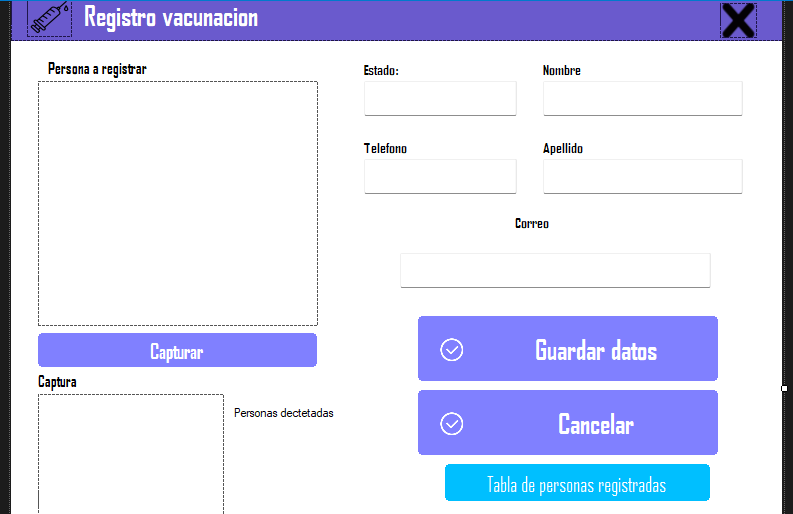 Registro vacunacion
Persona a registrar
Estado:
Nombre
Telefono
Apellido
Correo
Capturar
Guardar datos
Captura
Personas dectetadas
Cancelar
Tabla de personas registradas